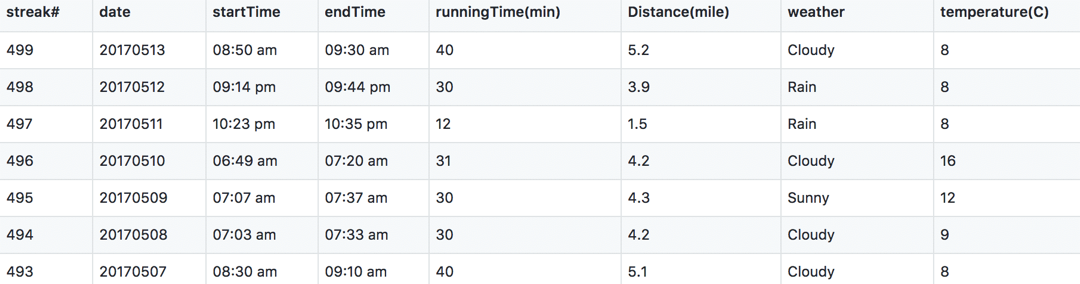 streak# date startTime endTime runningTime(min) Distance(mile) weather temperature(C)
499 20170513 08:50 am 09:30 am 40 5.2 Cloudy 8
498 20170512 09:14 pm 09:44 pm 30 3.9 Rain 8
497 20170511 10:23 pm 10:35 pm 12 1.5 Rain 8
496 20170510 06:49 am 07:20 am 31 4.2 Cloudy 16
495 20170509 07:07 am 07:37 am 30 4.3 Sunny 12
494 20170508 07:03 am 07:33 am 30 4.2 Cloudy 9
493 20170507 08:30 am 09:10 am 40 5.1 Cloudy 8